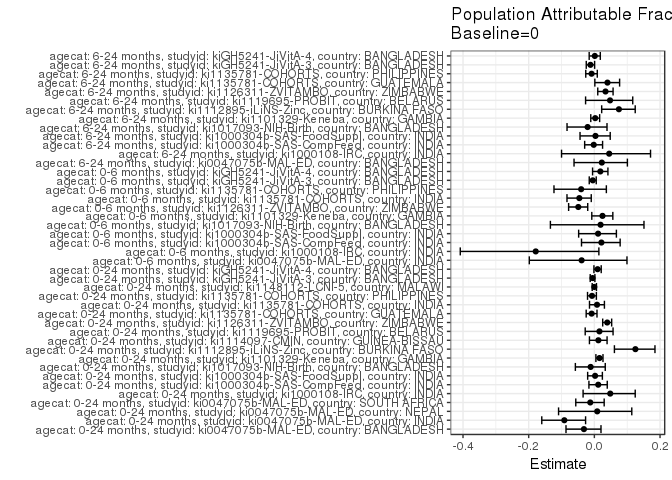 Population Attributable Frac
Baseline=0
agecat: 6-24 months, studyid: kiGH5241-JiVitA-4, country: BANGLADESH
agecat: 6-24 months, studyid: kiGH5241-JiVitA-3, country: BANGLADESH
agecat: 6-24 months, studyid: ki1135781-COHORTS, country: PHILIPPINES
agecat: 6-24 months, studyid: ki1135781-COHORTS, country: GUATEMALA
agecat: 6-24 months, studyid: ki1126311-ZVITAMBO, country: ZIMBABWE
agecat: 6-24 months, studyid: ki1119695-PROBIT, country: BELARUS
agecat: 6-24 months, studyid: ki1112895-iLiNS-Zinc, country: BURKINA FASO
agecat: 6-24 months, studyid: ki1101329-Keneba, country: GAMBIA
agecat: 6-24 months, studyid: ki1017093-NIH-Birth, country: BANGLADESH
agecat: 6-24 months, studyid: ki1000304b-SAS-FoodSuppl, country: INDIA
agecat: 6-24 months, studyid: ki1000304b-SAS-CompFeed, country: INDIA
agecat: 6-24 months, studyid: ki1000108-IRC, country: INDIA
agecat: 6-24 months, studyid: ki0047075b-MAL-ED, country: BANGLADESH
agecat: 0-6 months, studyid: kiGH5241-JiVitA-4, country: BANGLADESH
agecat: 0-6 months, studyid: kiGH5241-JiVitA-3, country: BANGLADESH
agecat: 0-6 months, studyid: ki1135781-COHORTS, country: PHILIPPINES
agecat: 0-6 months, studyid: ki1135781-COHORTS, country: INDIA
agecat: 0-6 months, studyid: ki1126311-ZVITAMBO, country: ZIMBABWE
agecat: 0-6 months, studyid: ki1101329-Keneba, country: GAMBIA
agecat: 0-6 months, studyid: ki1017093-NIH-Birth, country: BANGLADESH
agecat: 0-6 months, studyid: ki1000304b-SAS-FoodSuppl, country: INDIA
agecat: 0-6 months, studyid: ki1000304b-SAS-CompFeed, country: INDIA
agecat: 0-6 months, studyid: ki1000108-IRC, country: INDIA
agecat: 0-6 months, studyid: ki0047075b-MAL-ED, country: INDIA
agecat: 0-24 months, studyid: kiGH5241-JiVitA-4, country: BANGLADESH
agecat: 0-24 months, studyid: kiGH5241-JiVitA-3, country: BANGLADESH
agecat: 0-24 months, studyid: ki1148112-LCNI-5, country: MALAWI
agecat: 0-24 months, studyid: ki1135781-COHORTS, country: PHILIPPINES
agecat: 0-24 months, studyid: ki1135781-COHORTS, country: INDIA
agecat: 0-24 months, studyid: ki1135781-COHORTS, country: GUATEMALA
agecat: 0-24 months, studyid: ki1126311-ZVITAMBO, country: ZIMBABWE
agecat: 0-24 months, studyid: ki1119695-PROBIT, country: BELARUS
agecat: 0-24 months, studyid: ki1114097-CMIN, country: GUINEA-BISSAU
agecat: 0-24 months, studyid: ki1112895-iLiNS-Zinc, country: BURKINA FASO
agecat: 0-24 months, studyid: ki1101329-Keneba, country: GAMBIA
agecat: 0-24 months, studyid: ki1017093-NIH-Birth, country: BANGLADESH
agecat: 0-24 months, studyid: ki1000304b-SAS-FoodSuppl, country: INDIA
agecat: 0-24 months, studyid: ki1000304b-SAS-CompFeed, country: INDIA
agecat: 0-24 months, studyid: ki1000108-IRC, country: INDIA
agecat: 0-24 months, studyid: ki0047075b-MAL-ED, country: SOUTH AFRICA
agecat: 0-24 months, studyid: ki0047075b-MAL-ED, country: NEPAL
agecat: 0-24 months, studyid: ki0047075b-MAL-ED, country: INDIA
agecat: 0-24 months, studyid: ki0047075b-MAL-ED, country: BANGLADESH
-0.4 -0.2 0.0 0.2
Estimate